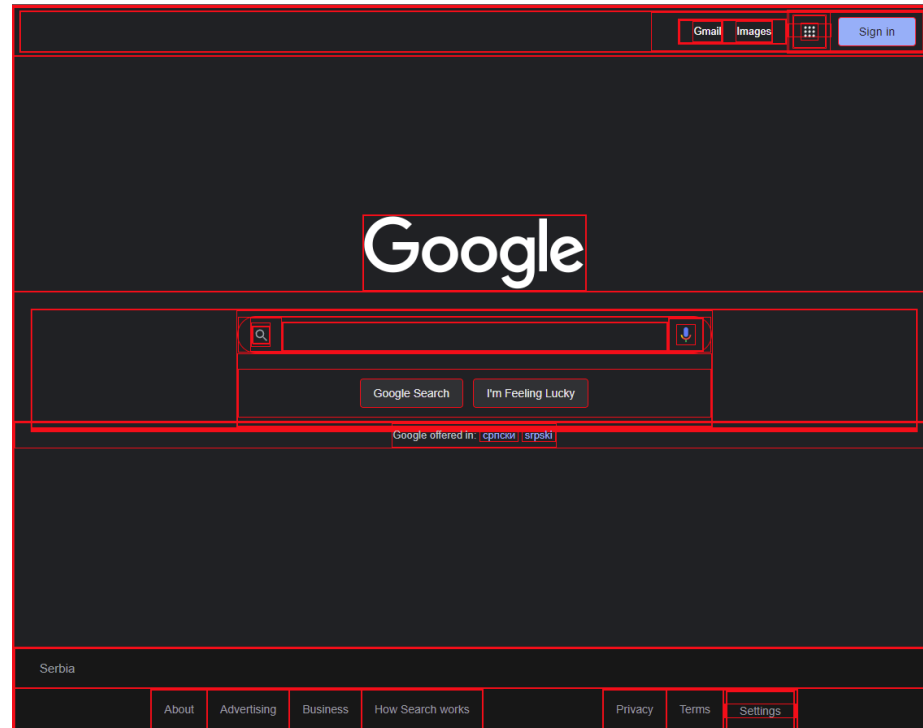 Gmail Images Sign in
Google
Google Search I'm Feeling Lucky
Google offered in: српски srpski
Serbia
About Advertising Business How Search works Privacy Terms Settings